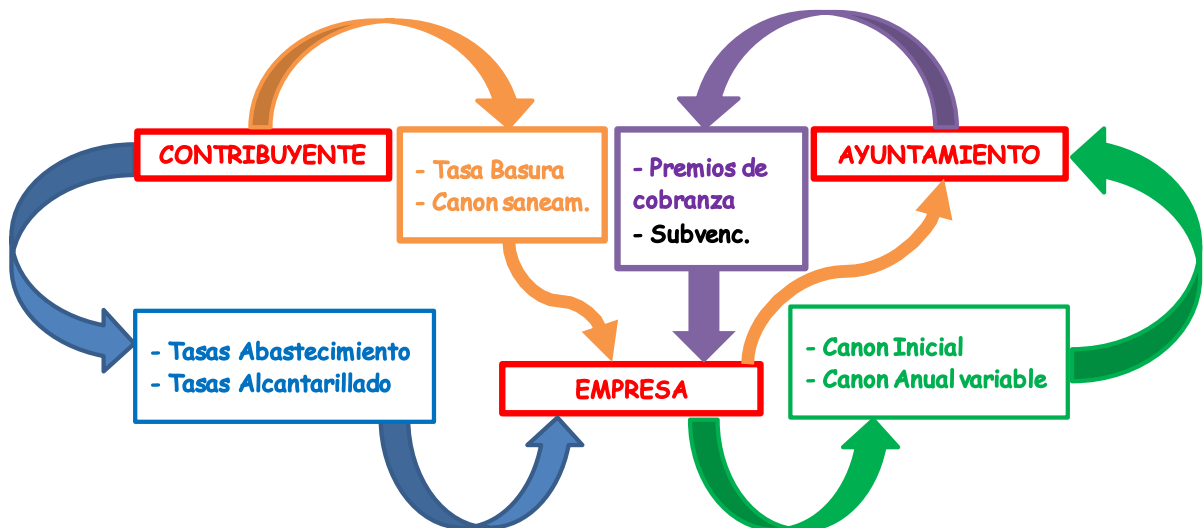 CONTRIBUYENTE
- Tasa Basura
- Canon saneam.
- Premios de
cobranza
- Subvenc.
AYUNTAMIENTO
- Tasas Abastecimiento
- Tasas Alcantarillado
EMPRESA
- Canon Inicial
- Canon Anual variable